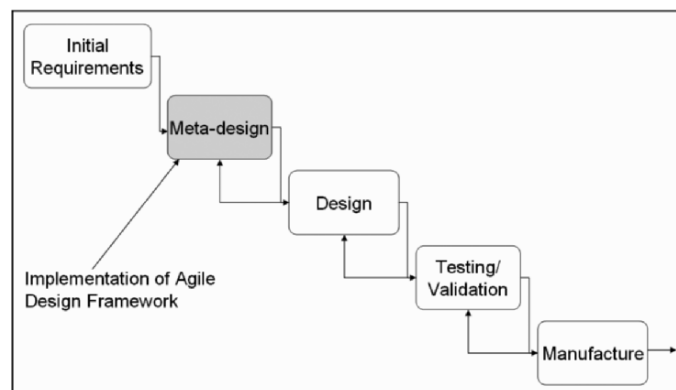 Initial
Requirements
Meta-design
Design
Implementation of Agile
Design Framework
Testing/
Validation
Manufacture